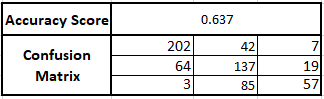 Accuracy Score 0.637
Confusion Matrix
202 42 7
64 137 19
3 85 57